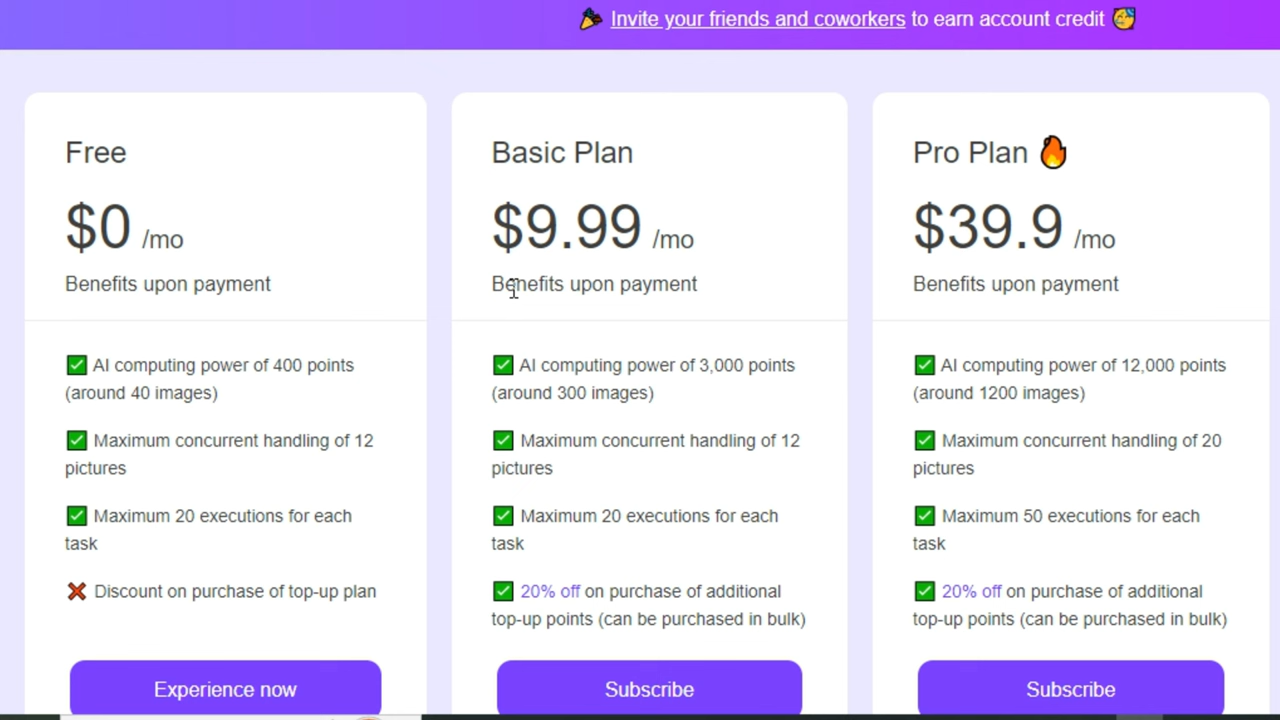 Invite your friends and coworkers to earn account credit
Free
$0 /mo
Benefits upon payment
AI computing power of 400 points
(around 40 images)
Maximum concurrent handling of 12
pictures
Maximum 20 executions for each
task
Discount on purchase of top-up plan
Experience now
Basic Plan
$9.99 /mo
Benefits upon payment
AI computing power of 3,000 points
(around 300 images)
Maximum concurrent handling of 12
pictures
Maximum 20 executions for each
task
20% off on purchase of additional
top-up points (can be purchased in bulk)
Subscribe
Pro Plan
$39.9 /mo
Benefits upon payment
AI computing power of 12,000 points
(around 1200 images)
Maximum concurrent handling of 20
pictures
Maximum 50 executions for each
task
20% off on purchase of additional
top-up points (can be purchased in bulk)
Subscribe